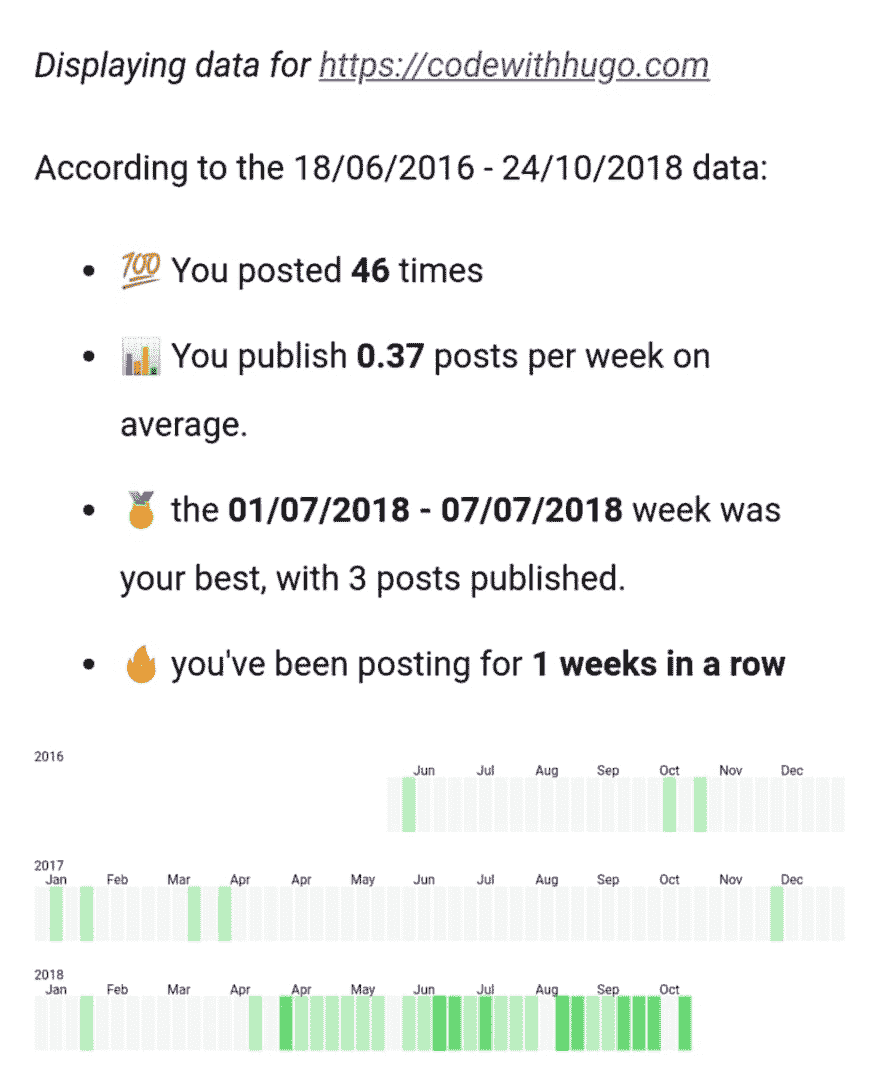 Displaying data for https://codewithhugo.com
According to the 18/06/2016 - 24/10/2018 data:
• 💯 You posted 46 times
• 📊 You publish 0.37 posts per week on
average.
• 🏅 the 01/07/2018 - 07/07/2018 week was
your best, with 3 posts published.
• 🔥 you've been posting for 1 weeks in a row
2016
Jun Jul Aug Sep Oct Nov Dec
2017
Jan Feb Mar Apr Apr May Jun Jul Aug Sep Oct Nov Dec
2018
Jan Feb Mar Apr Apr May Jun Jul Aug Sep Oct